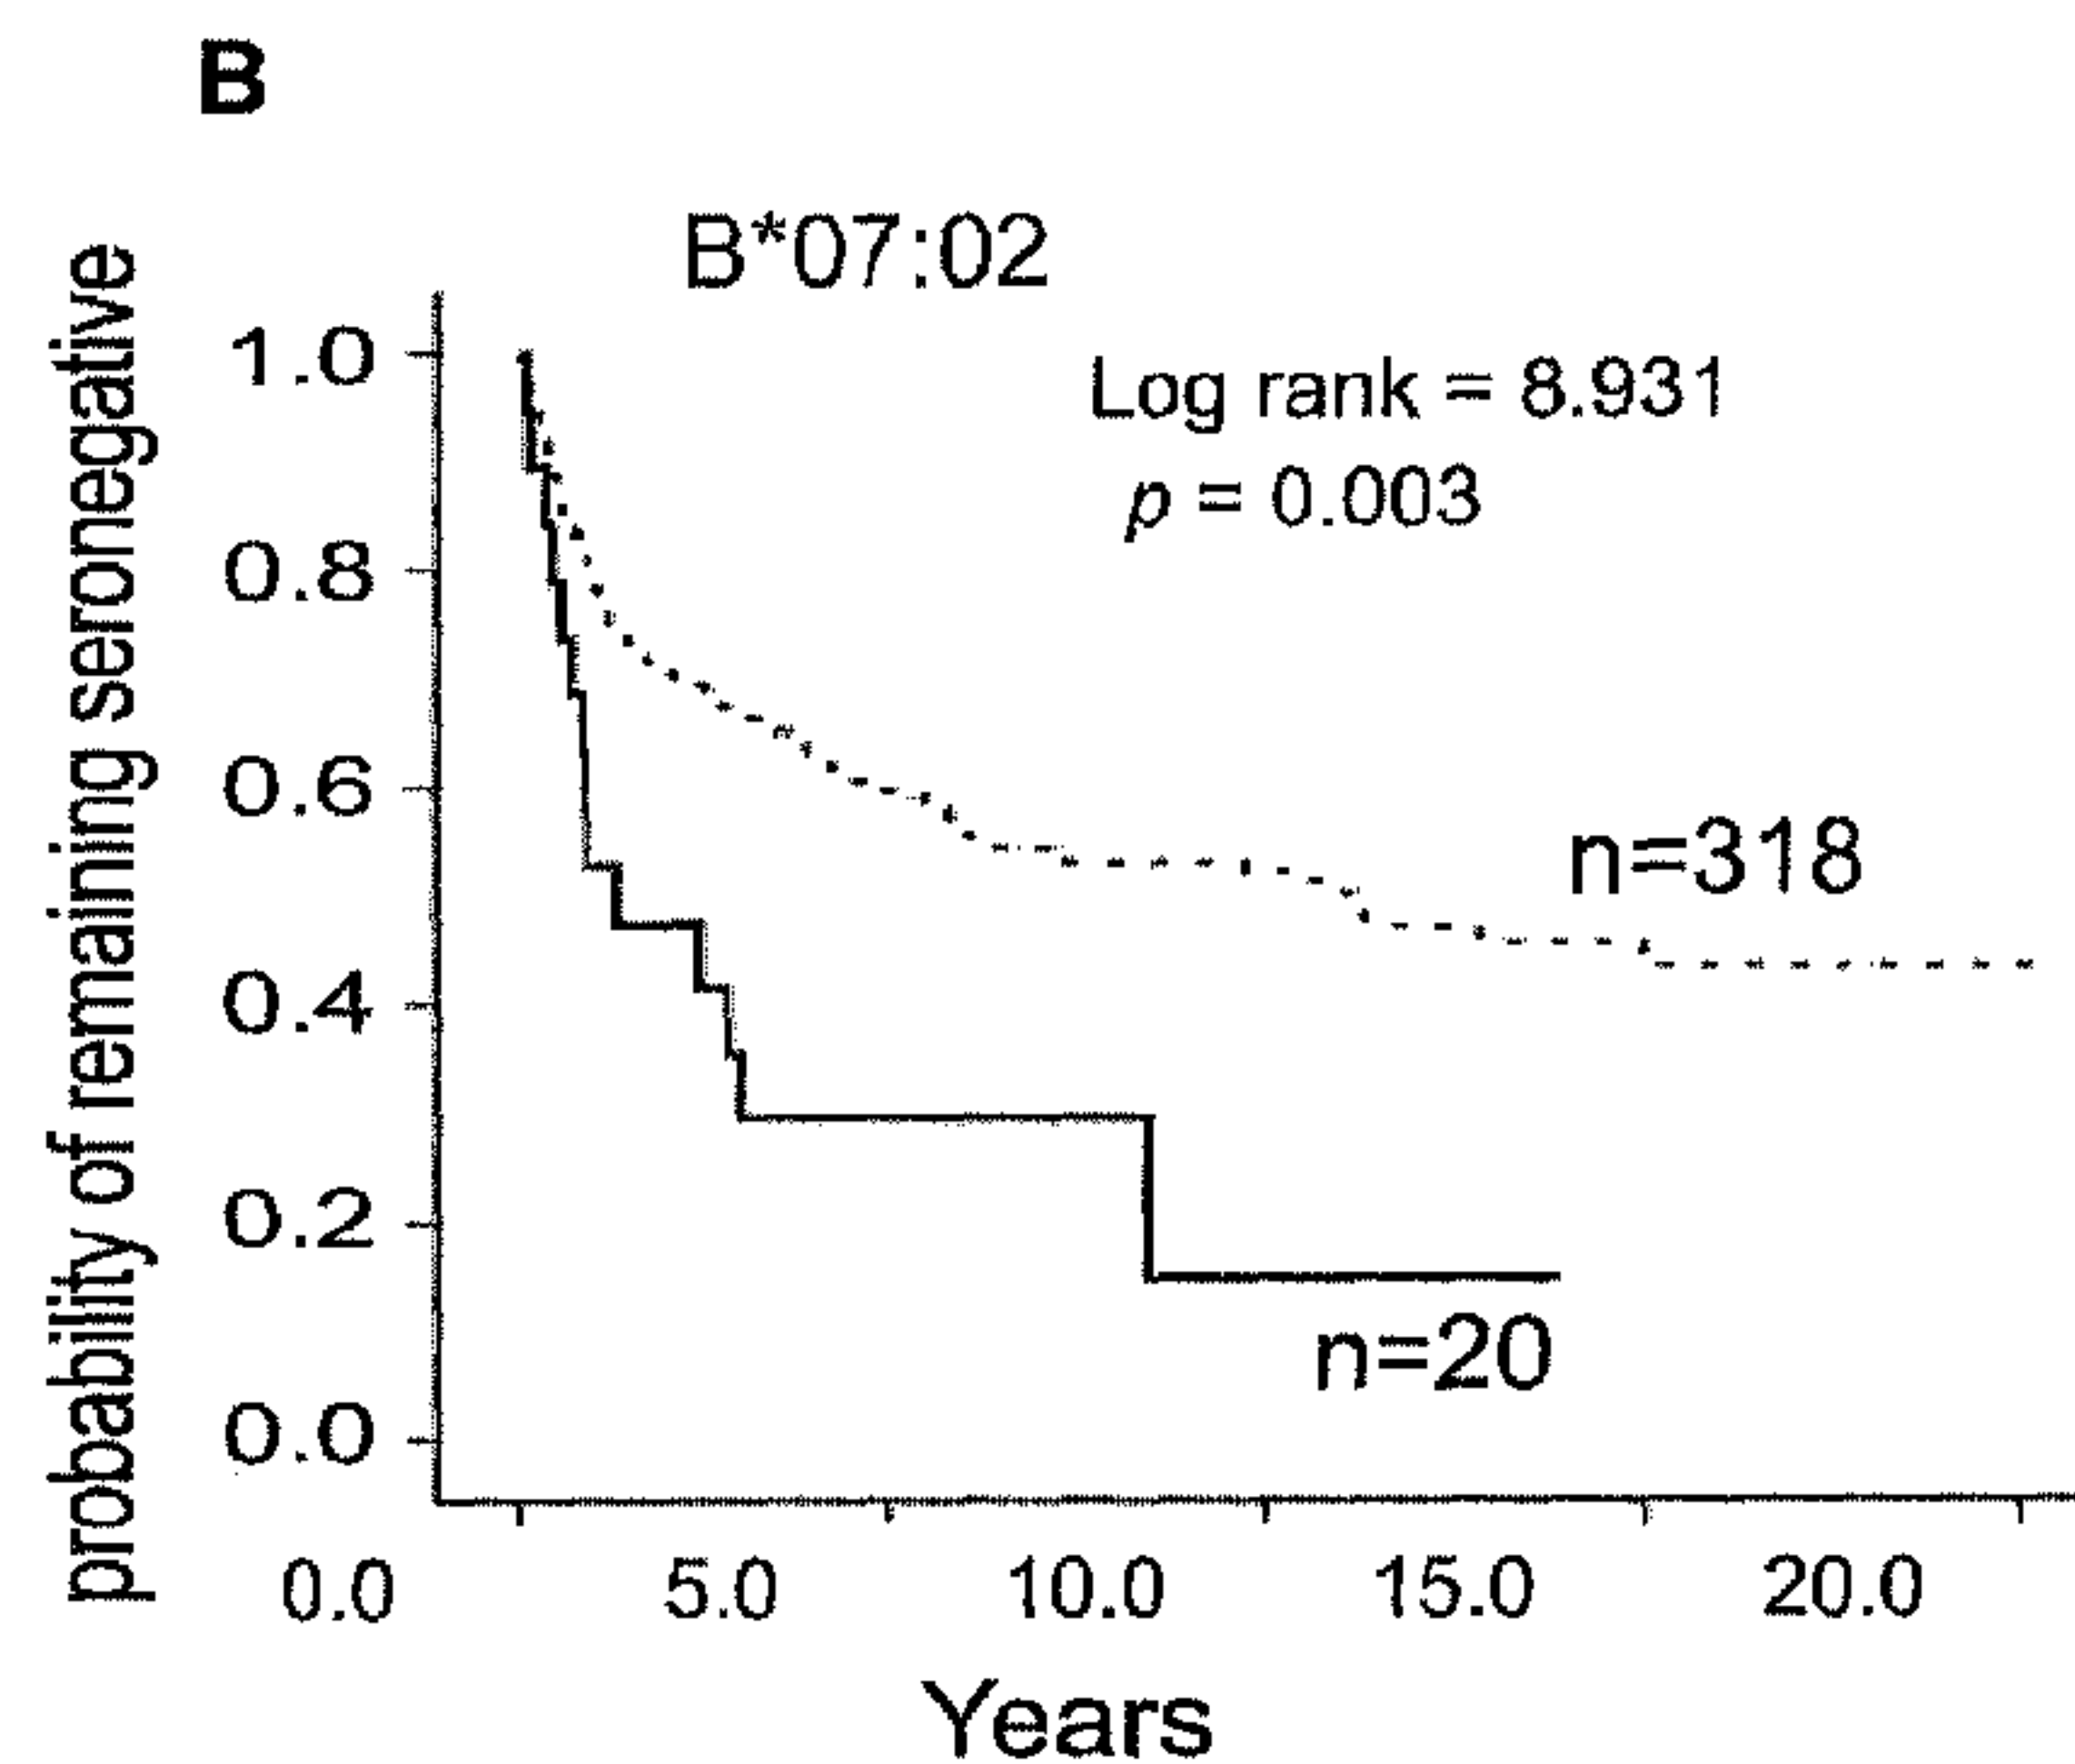 B
B*07:02
Log rank = 8.931
p = 0.003
probability of remaining seronegative
1.0
0.8
0.6
0.4
0.2
0.0
n=318
n=20
0.0 5.0 10.0 15.0 20.0
Years